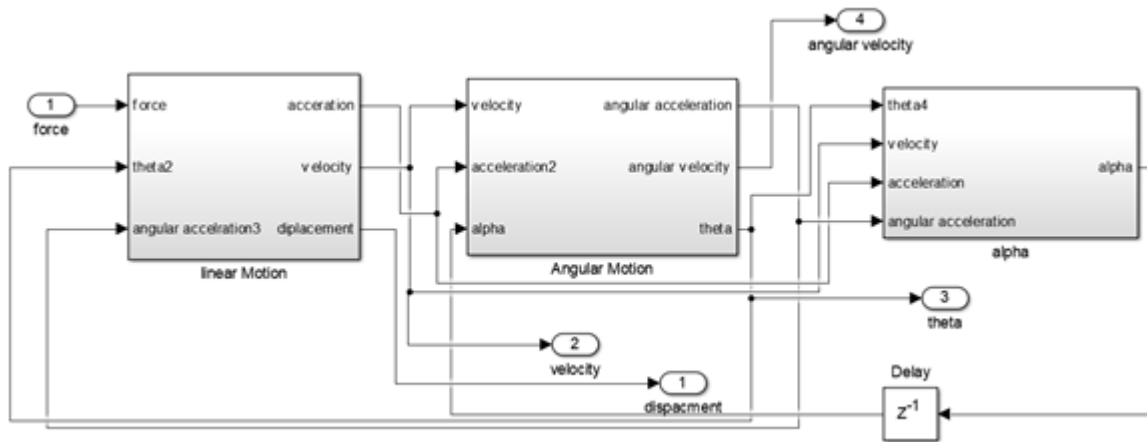 4
angular velocity
1
force
force
theta2
angular accelration3
acceration
velocity
diplacement
linear Motion
velocity
acceleration2
alpha
angular acceleration
angular velocity
theta
Angular Motion
theta4
velocity
acceleration
angular acceleration
alpha
alpha
3
theta
2
velocity
1
dispacment
Delay
z⁻¹